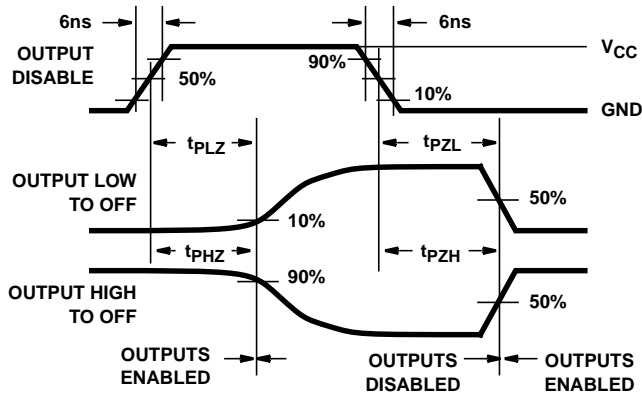 6ns
6ns
OUTPUT
DISABLE
50%
90%
10%
VCC
GND
tPLZ
tPZL
OUTPUT LOW
TO OFF
10%
50%
tPHZ
tPZH
OUTPUT HIGH
TO OFF
90%
50%
OUTPUTS
ENABLED
OUTPUTS
DISABLED
OUTPUTS
ENABLED